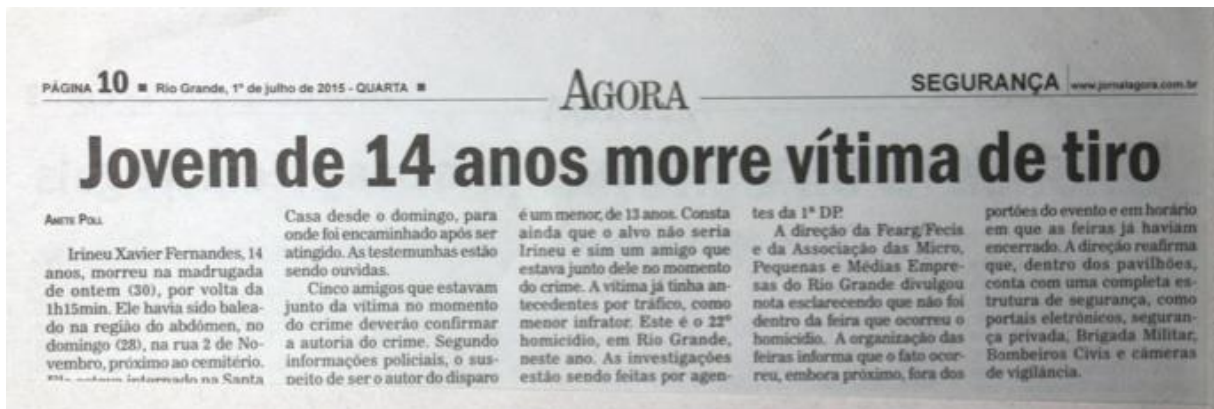 PÁGINA 10 ■ Rio Grande, 1º de julho de 2015 - QUARTA ■
AGORA
SEGURANÇA www.jornalagora.com.br
Jovem de 14 anos morre vítima de tiro
ANETE POLL
Irineu Xavier Fernandes, 14
anos, morreu na madrugada
de ontem (30), por volta da
1h15min. Ele havia sido balea-
do na região do abdômen, no
domingo (28), na rua 2 de No-
vembro, próximo ao cemitério.
Ele estava internado na Santa
Casa desde o domingo, para
onde foi encaminhado após ser
atingido. As testemunhas estão
sendo ouvidas.
Cinco amigos que estavam
junto da vítima no momento
do crime deverão confirmar
a autoria do crime. Segundo
informações policiais, o sus-
peito de ser o autor do disparo
é um menor, de 13 anos. Consta
ainda que o alvo não seria
Irineu e sim um amigo que
estava junto dele no momento
do crime. A vítima já tinha an-
tecedentes por tráfico, como
menor infrator. Este é o 22º
homicídio, em Rio Grande,
neste ano. As investigações
estão sendo feitas por agen-
tes da 1ª DP.
A direção da Fearg/Fecis
e da Associação das Micro,
Pequenas e Médias Empre-
sas do Rio Grande divulgou
nota esclarecendo que não foi
dentro da feira que ocorreu o
homicídio. A organização das
feiras informa que o fato ocor-
reu, embora próximo, fora dos
portões do evento e em horário
em que as feiras já haviam
encerrado. A direção reafirma
que, dentro dos pavilhões,
conta com uma completa es-
trutura de segurança, como
portais eletrônicos, seguran-
ça privada, Brigada Militar,
Bombeiros Civis e câmeras
de vigilância.